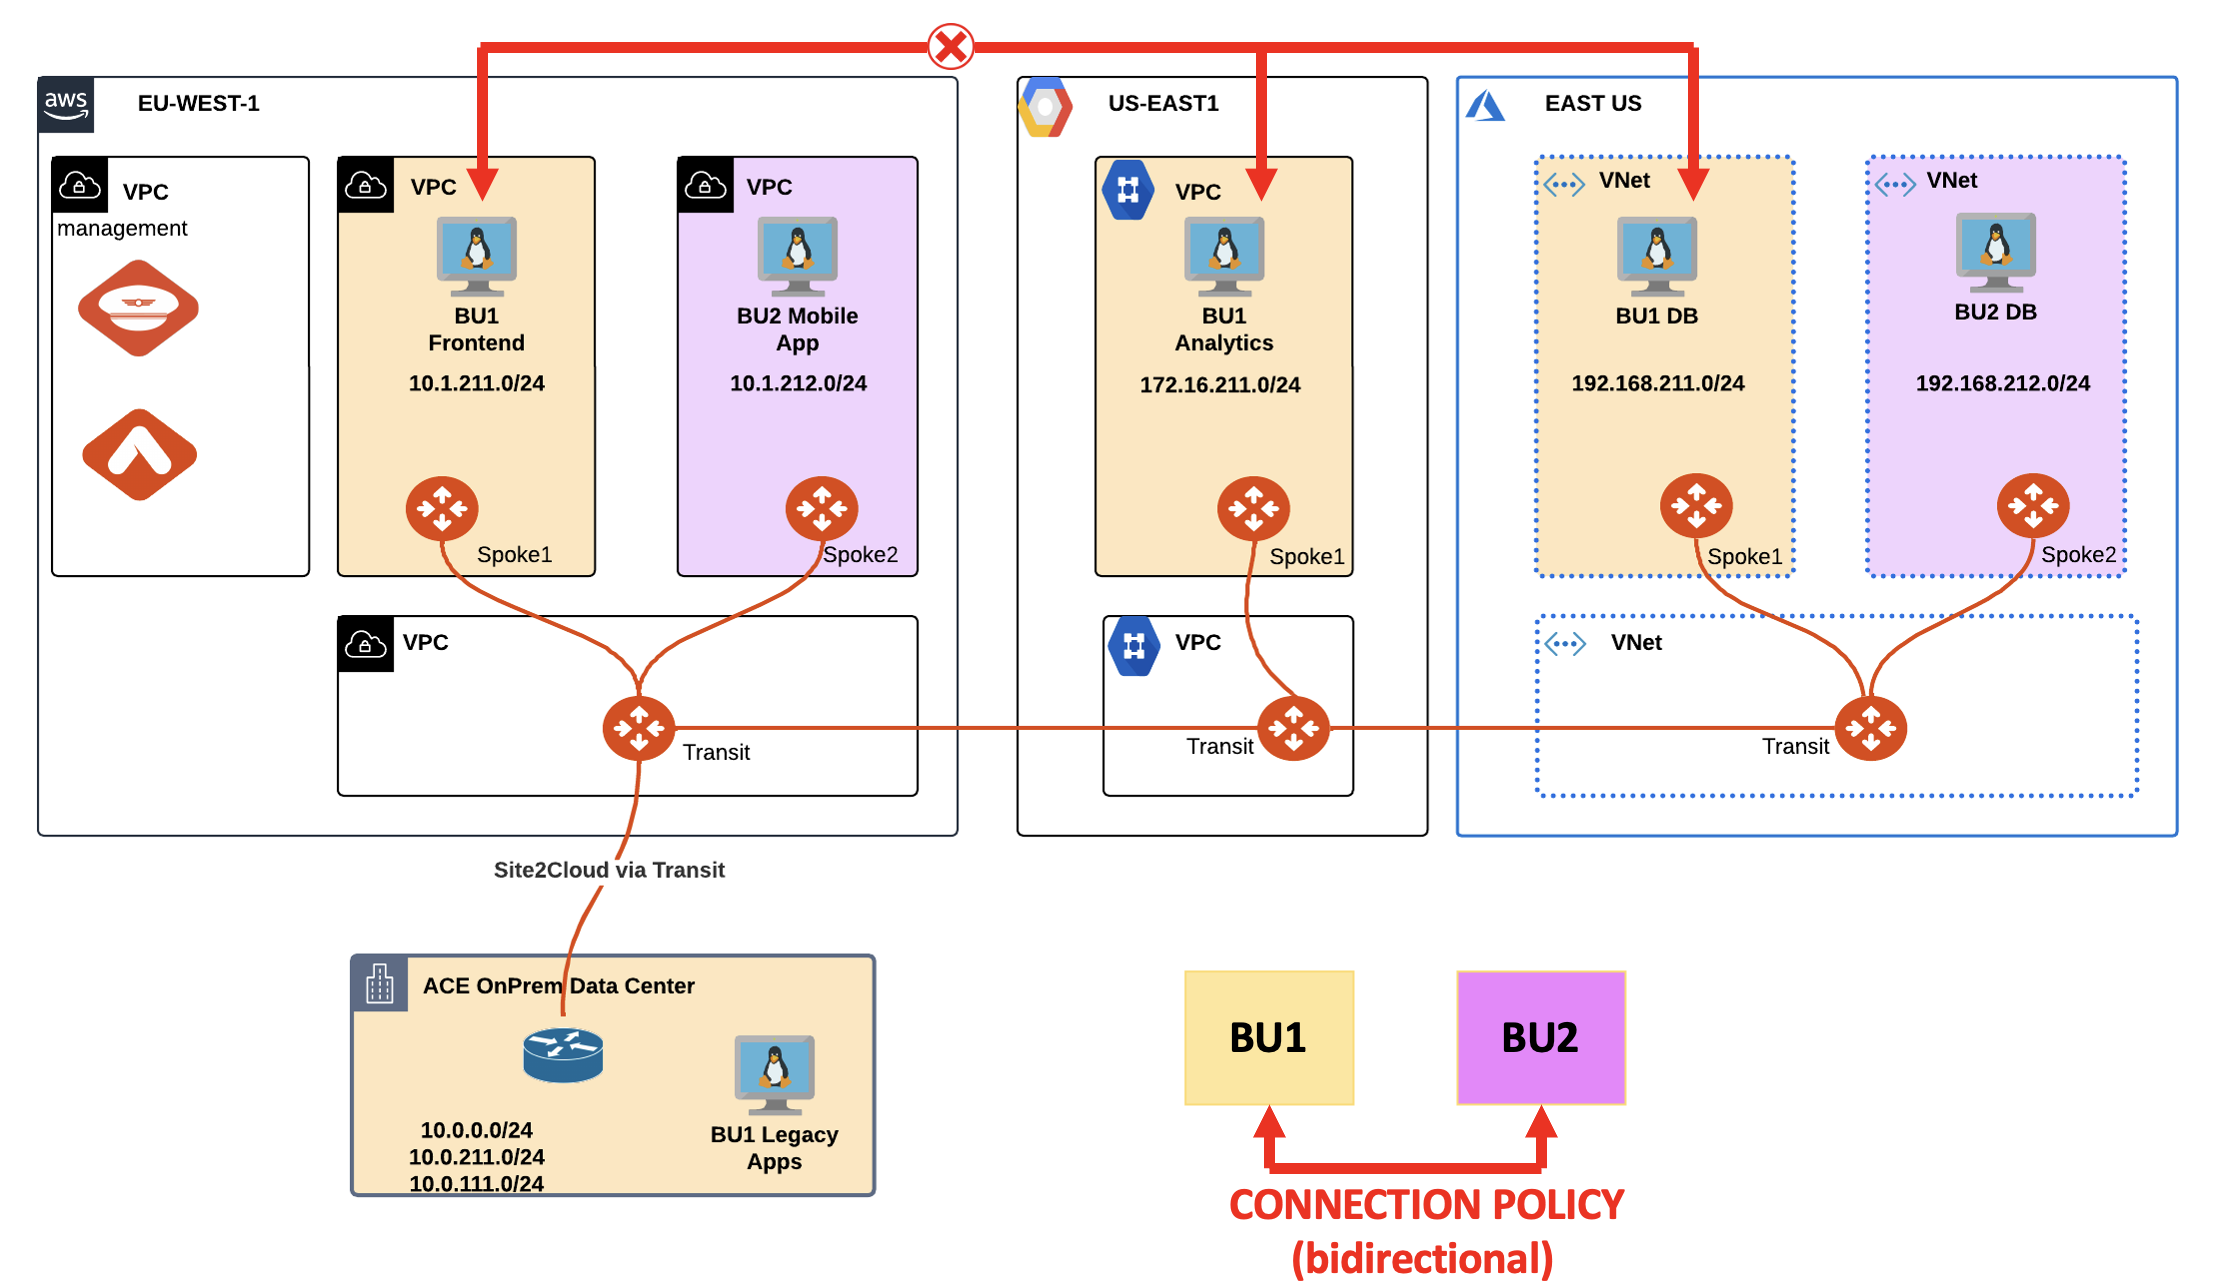 aws
EU-WEST-1
VPC
management
VPC
BU1
Frontend
10.1.211.0/24
Spoke1
VPC
BU2 Mobile
App
10.1.212.0/24
Spoke2
VPC
Transit
US-EAST1
VPC
BU1
Analytics
172.16.211.0/24
Spoke1
VPC
Transit
EAST US
VNet
BU1 DB
192.168.211.0/24
Spoke1
VNet
BU2 DB
192.168.212.0/24
Spoke2
VNet
Transit
Site2Cloud via Transit
ACE OnPrem Data Center
10.0.0.0/24
10.0.211.0/24
10.0.111.0/24
BU1 Legacy
Apps
BU1
BU2
CONNECTION POLICY
(bidirectional)